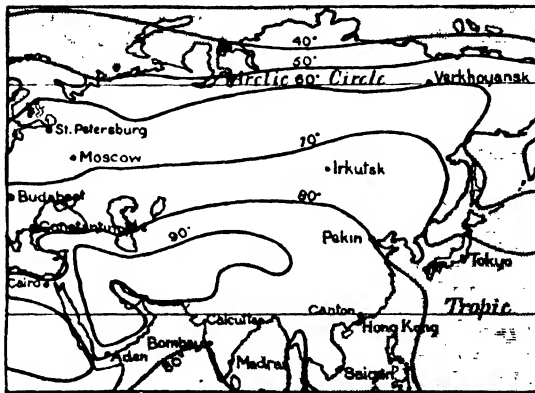 40°
50°
Arctic 60° Circle
Verkhoyansk
St. Petersburg
70°
Moscow
Irkutsk
Budapest
80°
Constantinople
90°
Pekin
Cairo
Tokyo
Calcutta
Canton
Tropic
Hong Kong
Bombay
Aden
Madras
Saigon